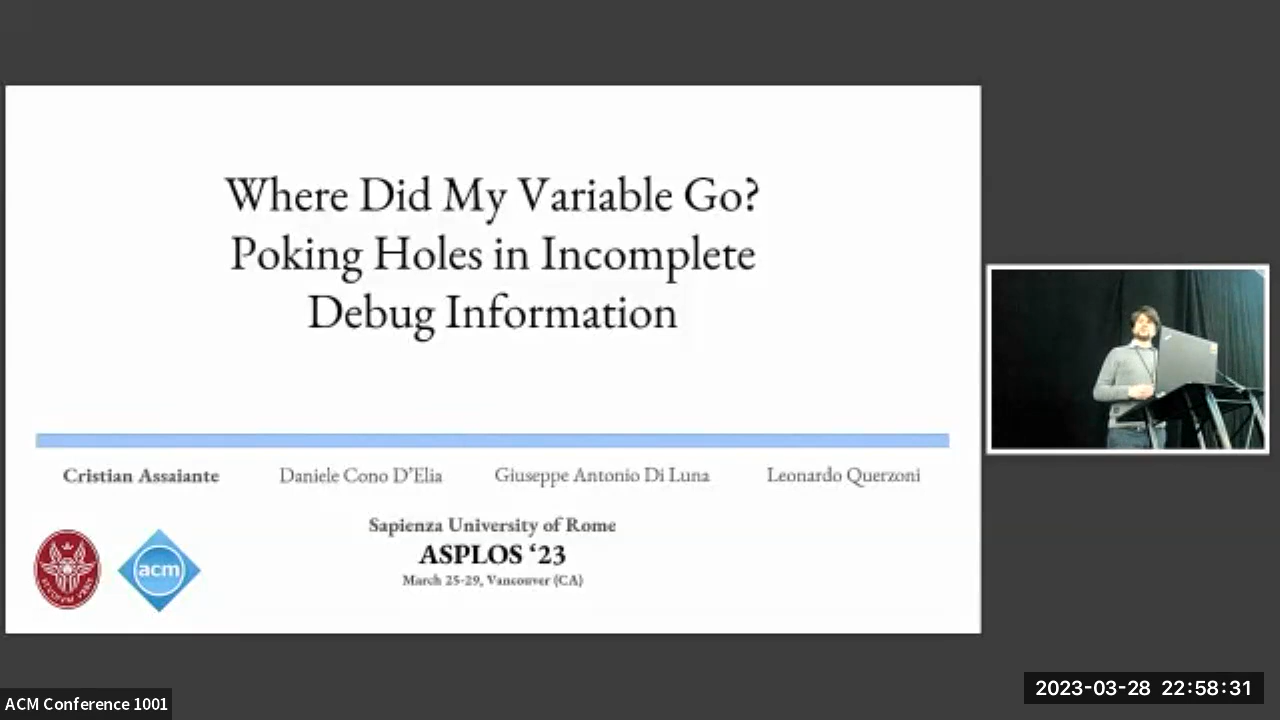 Where Did My Variable Go?
Poking Holes in Incomplete
Debug Information
Cristian Assaiante Daniele Cono D'Elia Giuseppe Antonio Di Luna Leonardo Querzoni
Sapienza University of Rome
ASPLOS ‘23
March 25-29, Vancouver (CA)
acm
2023-03-28 22:58:31
ACM Conference 1001